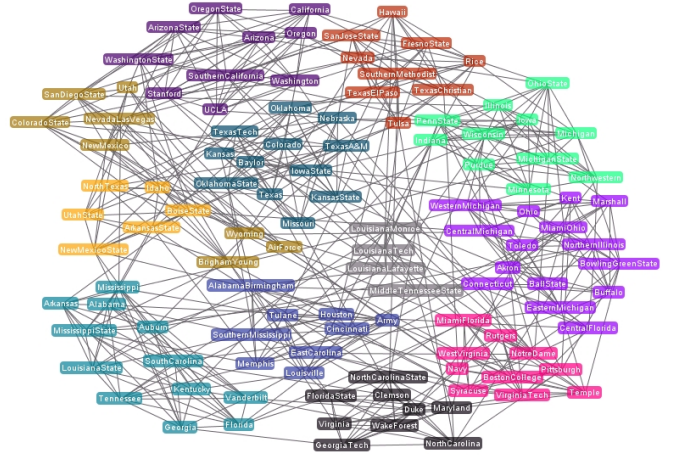 OregonState
California
Hawaii
ArizonaState
Arizona
Oregon
SanJoseState
FresnoState
WashingtonState
Nevada
Rice
SouthernCalifornia
SouthernMethodist
Washington
Utah
SanDiegoState
Stanford
TexasElPaso
TexasChristian
OhioState
UCLA
Oklahoma
Illinois
ColoradoState
NevadaLasVegas
Nebraska
Tulsa
PennState
Iowa
TexasTech
Wisconsin
Michigan
NewMexico
Colorado
TexasA&M
Indiana
Kansas
Baylor
Purdue
MichiganState
IowaState
Northwestern
NorthTexas
Idaho
OklahomaState
Texas
KansasState
Minnesota
WesternMichigan
Kent
Marshall
UtahState
BoiseState
Ohio
ArkansasState
Missouri
LouisianaMonroe
CentralMichigan
MiamiOhio
Wyoming
Toledo
NorthernIllinois
NewMexicoState
AirForce
LouisianaTech
BrighamYoung
LouisianaLafayette
Akron
BowlingGreenState
Mississippi
AlabamaBirmingham
MiddleTennesseeState
Connecticut
BallState
Buffalo
Arkansas
Alabama
EasternMichigan
Tulane
Houston
Army
MiamiFlorida
MississippiState
Auburn
Cincinnati
CentralFlorida
SouthernMississippi
Rutgers
EastCarolina
WestVirginia
NotreDame
LouisianaState
SouthCarolina
Memphis
Louisville
Navy
Pittsburgh
NorthCarolinaState
BostonCollege
Kentucky
Syracuse
Temple
Tennessee
Vanderbilt
FloridaState
Clemson
VirginiaTech
Duke
Maryland
Georgia
Florida
Virginia
WakeForest
GeorgiaTech
NorthCarolina